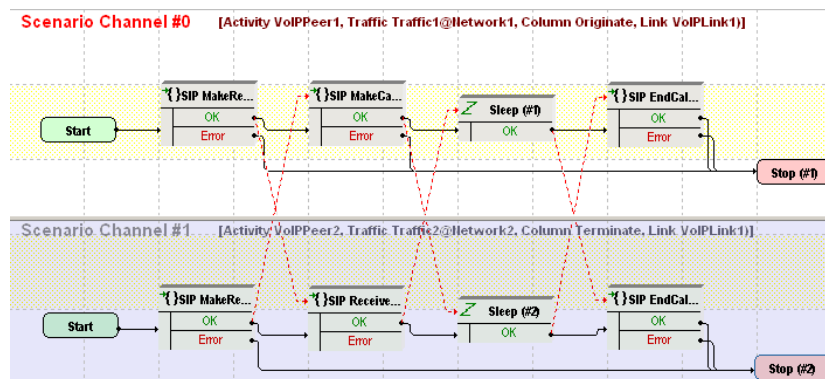 Scenario Channel #0 [Activity VoIPPeer1, Traffic Traffic1@Network1, Column Originate, Link VoIPLink1)]
{}SIP MakeRe... {}SIP MakeCa... Sleep (#1) {}SIP EndCal...
Start OK OK OK OK
Error Error Error
Stop (#1)
Scenario Channel #1 [Activity VoIPPeer2, Traffic Traffic2@Network2, Column Terminate, Link VoIPLink1)]
{}SIP MakeRe... {}SIP Receive... Sleep (#2) {}SIP EndCal...
Start OK OK OK OK
Error Error Error
Stop (#2)